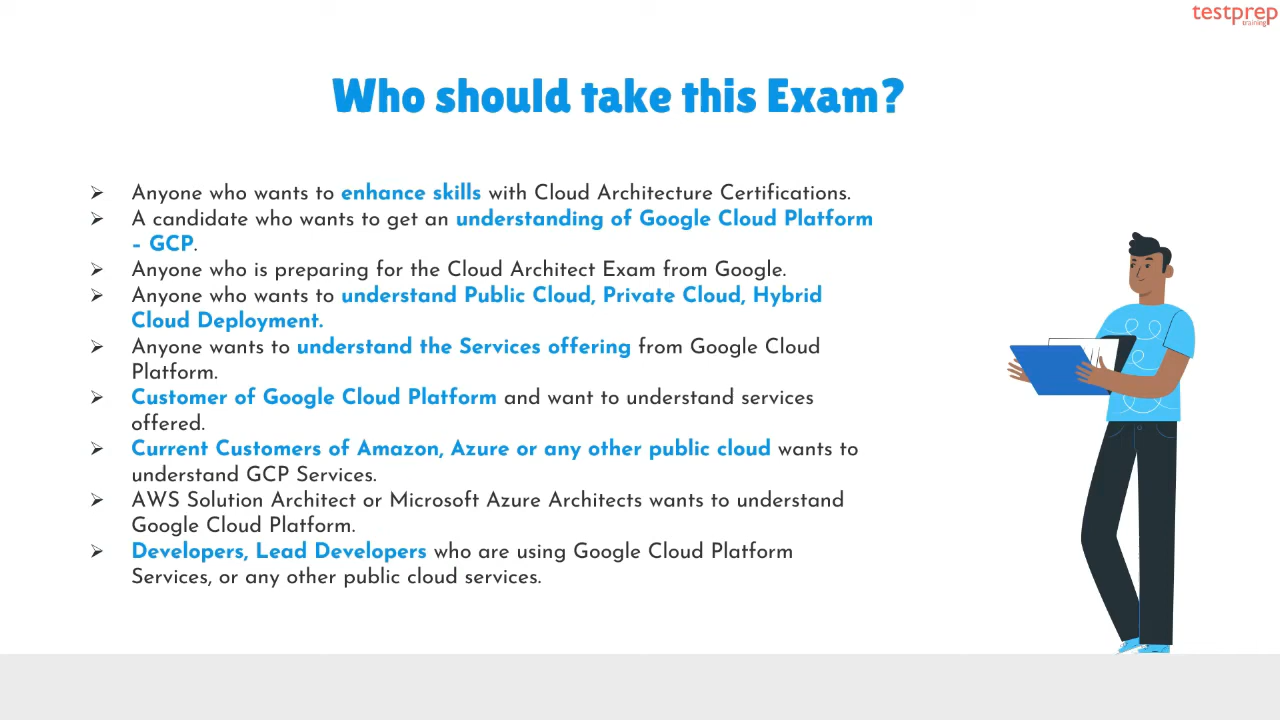 testprep
training
Who should take this Exam?
➢ Anyone who wants to enhance skills with Cloud Architecture Certifications.
➢ A candidate who wants to get an understanding of Google Cloud Platform
– GCP.
➢ Anyone who is preparing for the Cloud Architect Exam from Google.
➢ Anyone who wants to understand Public Cloud, Private Cloud, Hybrid
Cloud Deployment.
➢ Anyone wants to understand the Services offering from Google Cloud
Platform.
➢ Customer of Google Cloud Platform and want to understand services
offered.
➢ Current Customers of Amazon, Azure or any other public cloud wants to
understand GCP Services.
➢ AWS Solution Architect or Microsoft Azure Architects wants to understand
Google Cloud Platform.
➢ Developers, Lead Developers who are using Google Cloud Platform
Services, or any other public cloud services.